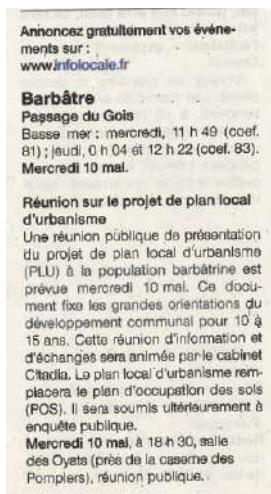 Annoncez gratuitement vos événe-
ments sur :
www.infolocale.fr
Barbâtre
Passage du Gois
Basse mer : mercredi, 11 h 49 (coef.
81) ; jeudi, 0 h 04 et 12 h 22 (coef. 83).
Mercredi 10 mai.
Réunion sur le projet de plan local
d'urbanisme
Une réunion publique de présentation
du projet de plan local d'urbanisme
(PLU) à la population barbâtrine est
prévue mercredi 10 mai. Ce docu-
ment fixe les grandes orientations du
développement communal pour 10 à
15 ans. Cette réunion d'information et
d'échanges sera animée par le cabinet
Citadia. Le plan local d'urbanisme rem-
placera le plan d'occupation des sols
(POS). Il sera soumis ultérieurement à
enquête publique.
Mercredi 10 mai, à 18 h 30, salle
des Oyats (près de la caserne des
Pompiers), réunion publique.